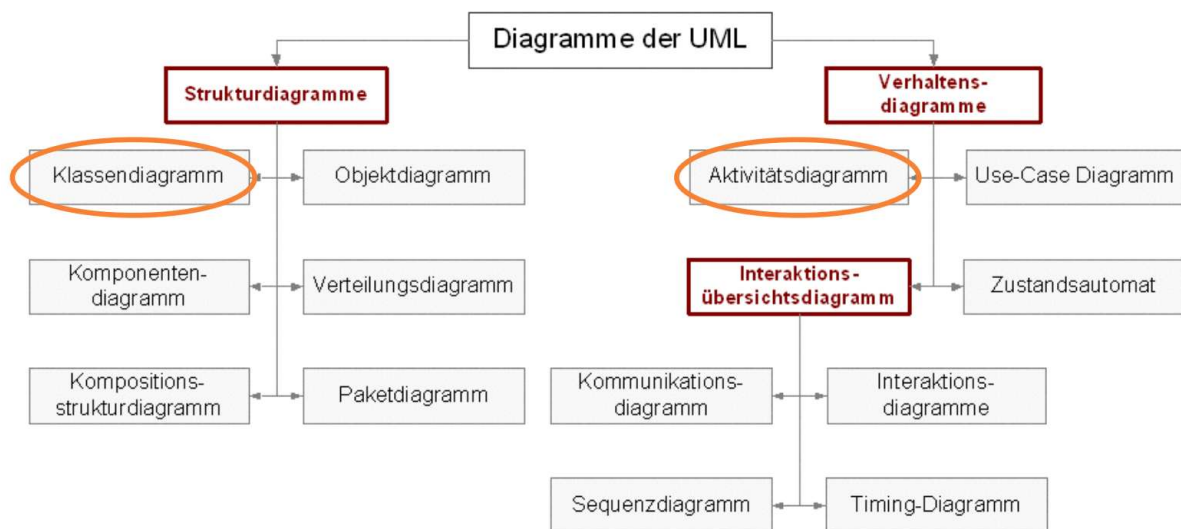 Diagramme der UML
Strukturdiagramme
Verhaltens-
diagramme
Klassendiagramm
Objektdiagramm
Aktivitätsdiagramm
Use-Case Diagramm
Komponenten-
diagramm
Verteilungsdiagramm
Interaktions-
übersichtsdiagramm
Zustandsautomat
Kompositions-
strukturdiagramm
Paketdiagramm
Kommunikations-
diagramm
Interaktions-
diagramme
Sequenzdiagramm
Timing-Diagramm